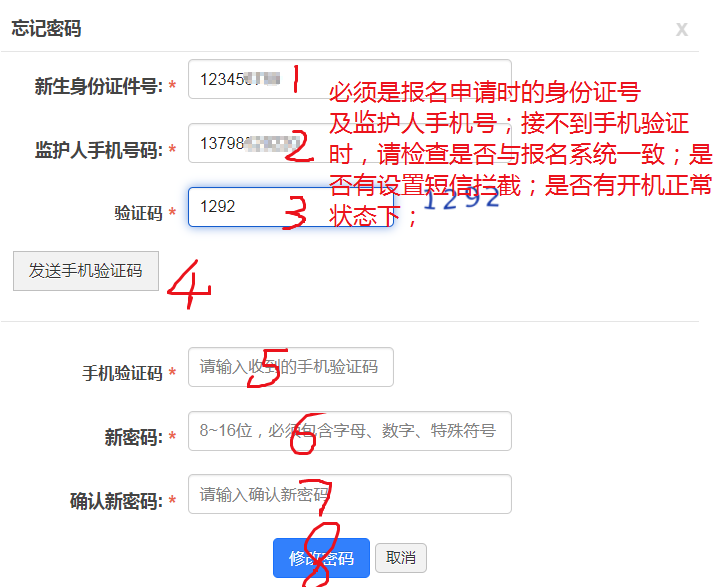 忘记密码 x
新生身份证件号: * 12345 1
必须是报名申请时的身份证号
及监护人手机号；接不到手机验证
监护人手机号码: * 13798 2
时，请检查是否与报名系统一致；是
否有设置短信拦截；是否有开机正常
验证码 * 1292 3 1292
状态下；
发送手机验证码 4
手机验证码 * 请输入收到的手机验证码 5
新密码: * 8~16位，必须包含字母、数字、特殊符号 6
确认新密码: * 请输入确认新密码 7
修改密码 8 取消